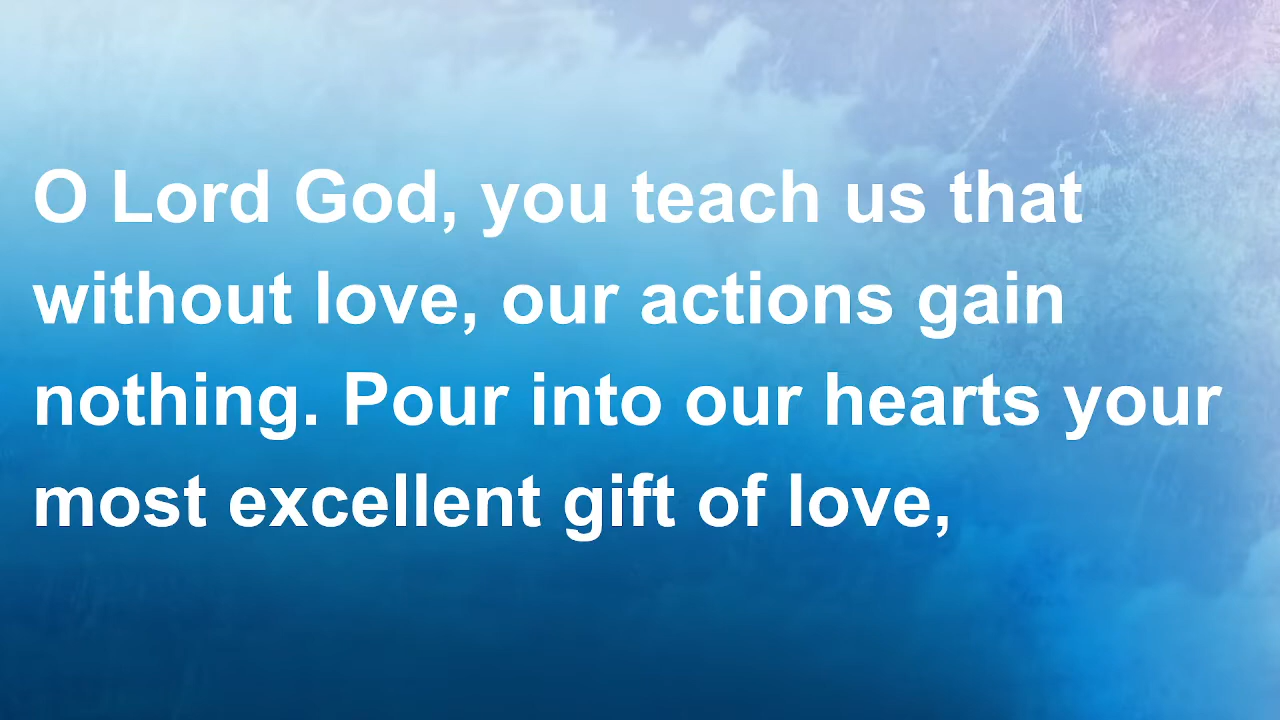 O Lord God, you teach us that
without love, our actions gain
nothing. Pour into our hearts your
most excellent gift of love,